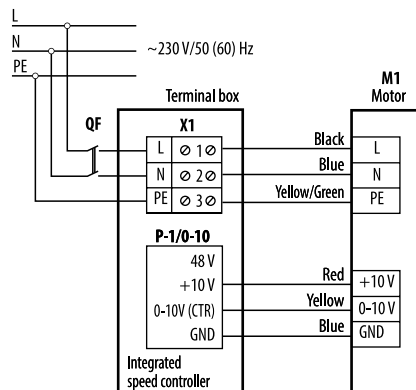 L
N
~230 V/50 (60) Hz
PE
M1
Terminal box
Motor
QF
X1
L 1 Black L
N 2 Blue N
PE 3 Yellow/Green PE
P-1/0-10
48 V
+10 V Red +10 V
0-10V (CTR) Yellow 0-10 V
GND Blue GND
Integrated
speed controller